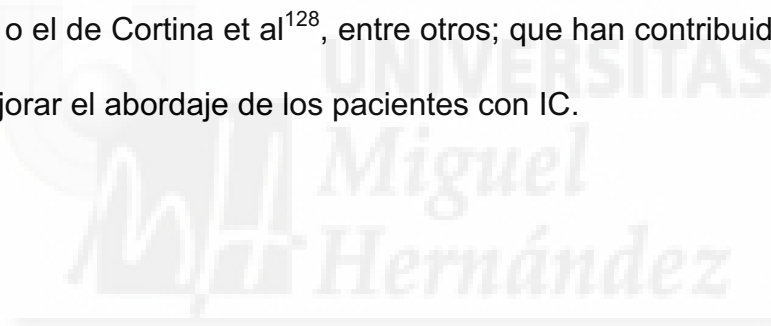 o el de Cortina et al128, entre otros; que han contribuid
jorar el abordaje de los pacientes con IC.
UNIVERSITAS
Miguel
Hernández